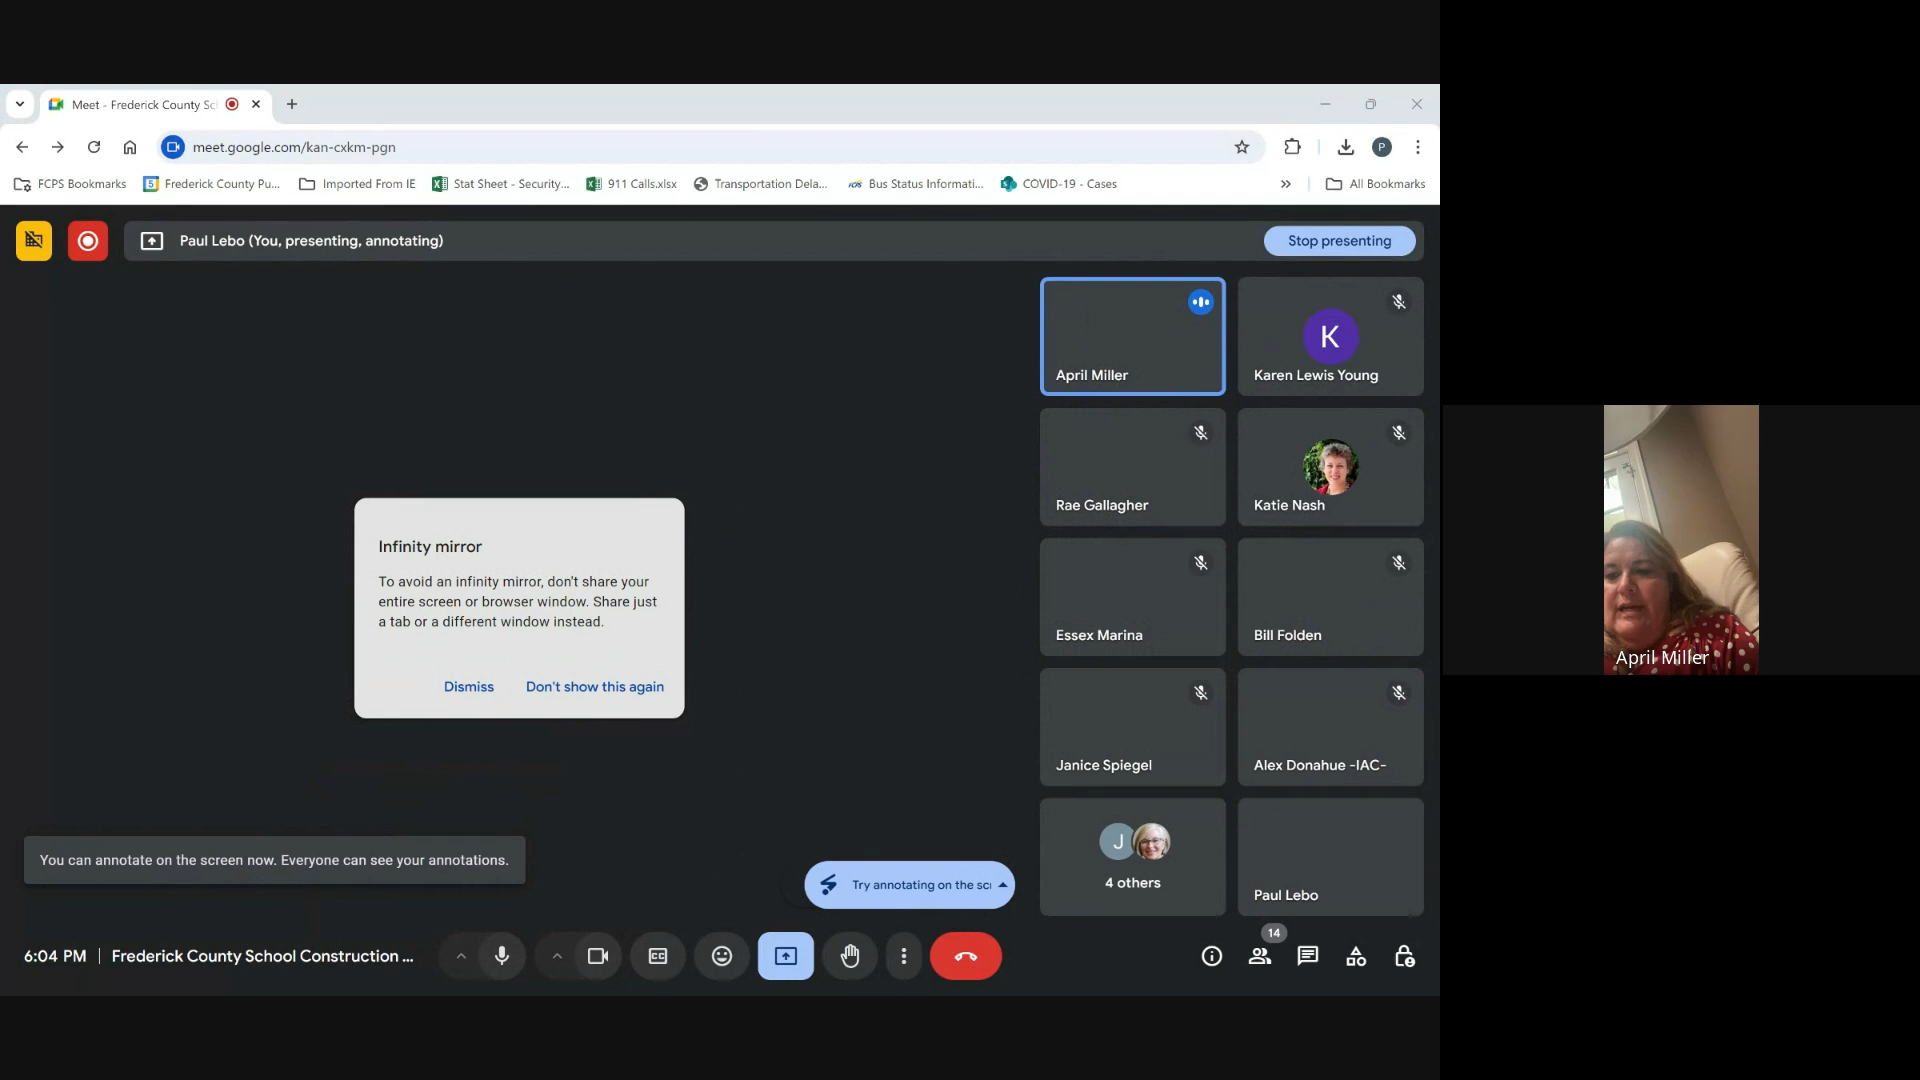 Meet - Frederick County Sc
meet.google.com/kan-cxkm-pgn
FCPS Bookmarks
Frederick County Pu...
Imported From IE
Stat Sheet - Security...
911 Calls.xlsx
Transportation Dela...
Bus Status Informati...
COVID-19 - Cases
All Bookmarks
P
Paul Lebo (You, presenting, annotating)
Stop presenting
April Miller
K
Karen Lewis Young
Rae Gallagher
Katie Nash
Infinity mirror
To avoid an infinity mirror, don't share your
entire screen or browser window. Share just
a tab or a different window instead.
Dismiss
Don't show this again
Essex Marina
Bill Folden
April Miller
Janice Spiegel
Alex Donahue -IAC-
J
4 others
Paul Lebo
You can annotate on the screen now. Everyone can see your annotations.
Try annotating on the scr
6:04 PM | Frederick County School Construction ...
CC
14